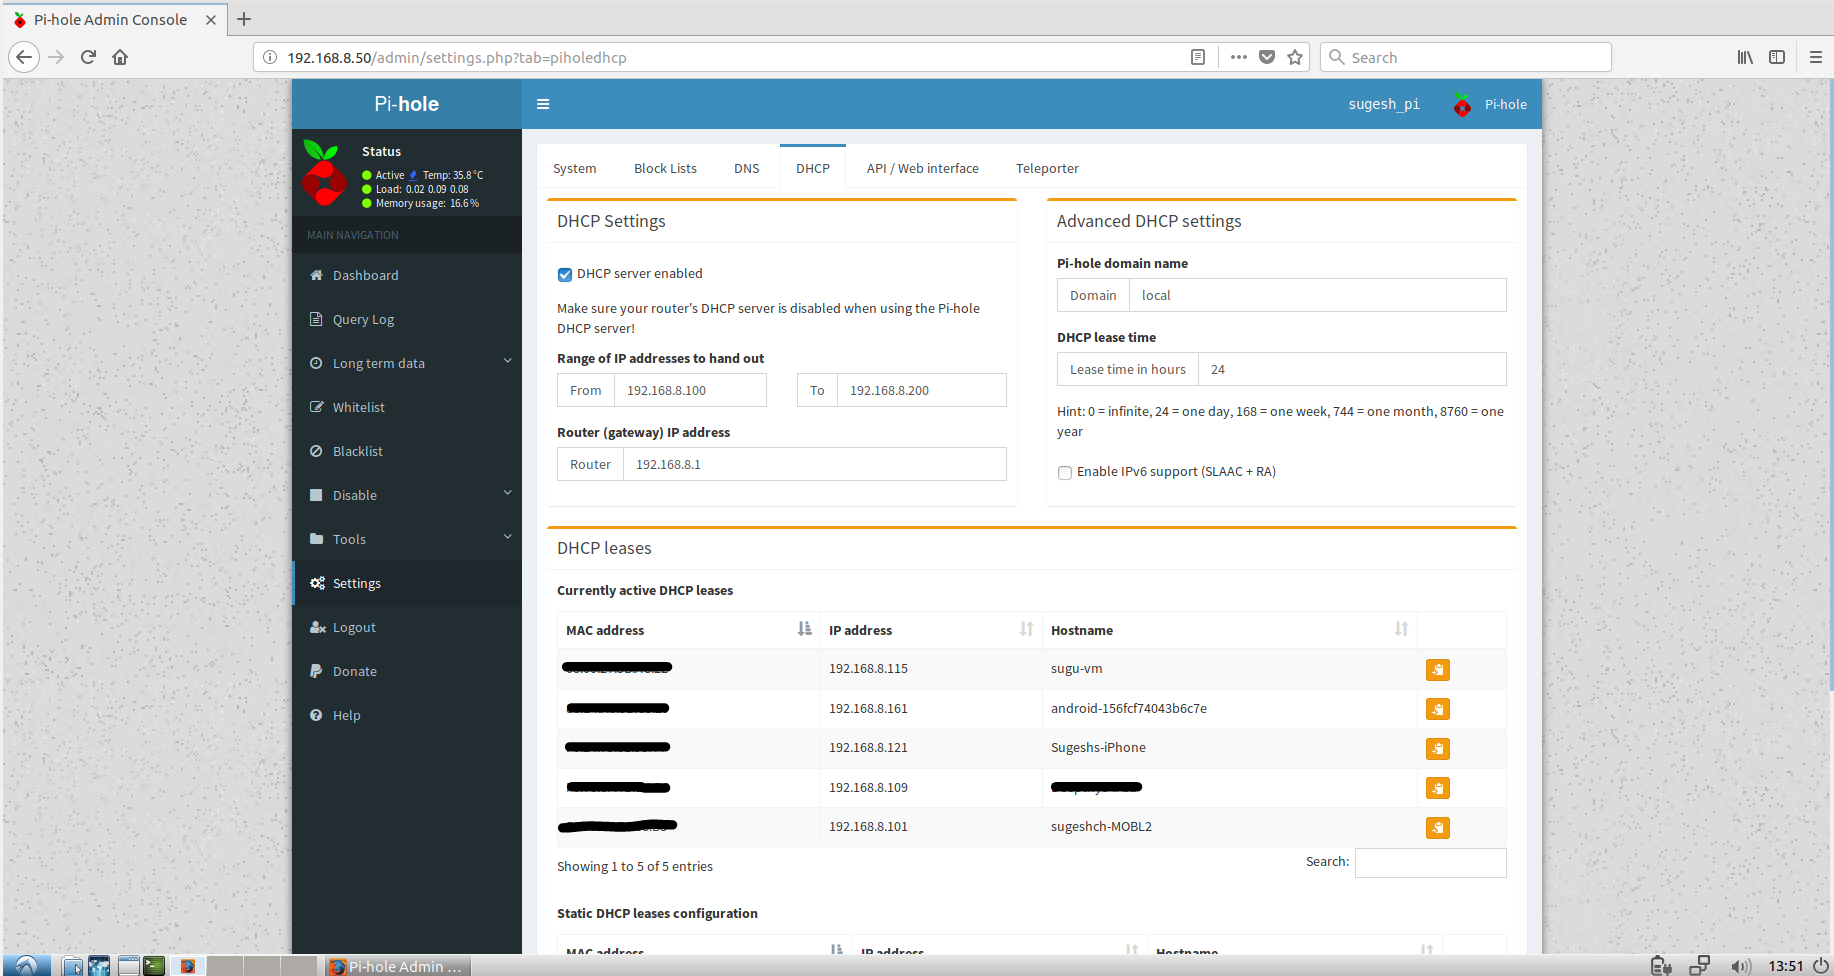 Pi-hole Admin Console
192.168.8.50/admin/settings.php?tab=piholedhcp
Search
Pi-hole
sugesh_pi
Pi-hole
Status
Active Temp: 35.8 °C
Load: 0.02 0.09 0.08
Memory usage: 16.6 %
MAIN NAVIGATION
Dashboard
Query Log
Long term data
Whitelist
Blacklist
Disable
Tools
Settings
Logout
Donate
Help
System Block Lists DNS DHCP API / Web interface Teleporter
DHCP Settings
DHCP server enabled
Make sure your router's DHCP server is disabled when using the Pi-hole
DHCP server!
Range of IP addresses to hand out
From 192.168.8.100 To 192.168.8.200
Router (gateway) IP address
Router 192.168.8.1
Advanced DHCP settings
Pi-hole domain name
Domain local
DHCP lease time
Lease time in hours 24
Hint: 0 = infinite, 24 = one day, 168 = one week, 744 = one month, 8760 = one
year
Enable IPv6 support (SLAAC + RA)
DHCP leases
Currently active DHCP leases
MAC address IP address Hostname
192.168.8.115 sugu-vm
192.168.8.161 android-156fcf74043b6c7e
192.168.8.121 Sugeshs-iPhone
192.168.8.109
192.168.8.101 sugeshch-MOBL2
Showing 1 to 5 of 5 entries
Search:
Static DHCP leases configuration
MAC address IP address Hostname
Pi-hole Admin ...
13:51